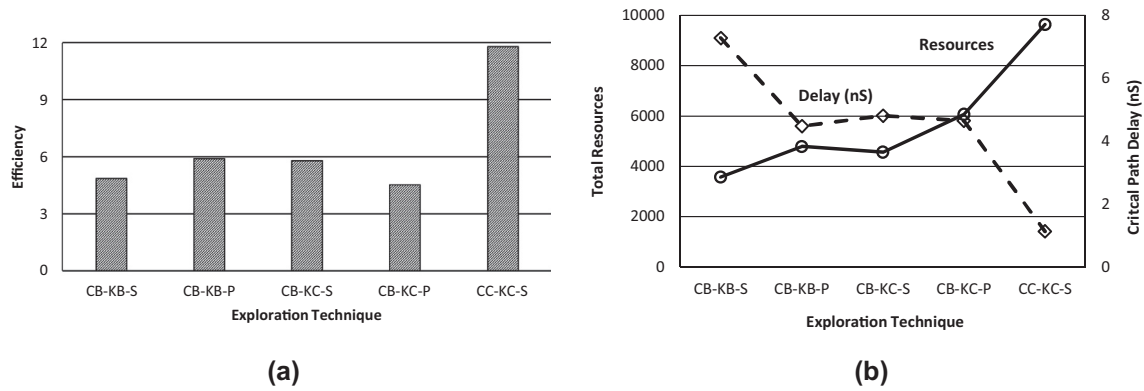 12
9
6
3
0
Efficiency
CB-KB-S CB-KB-P CB-KC-S CB-KC-P CC-KC-S
Exploration Technique
(a)
10000
8000
6000
4000
2000
0
Total Resources
Resources
Delay (nS)
8
6
4
2
0
Critcal Path Delay (nS)
CB-KB-S CB-KB-P CB-KC-S CB-KC-P CC-KC-S
Exploration Technique
(b)